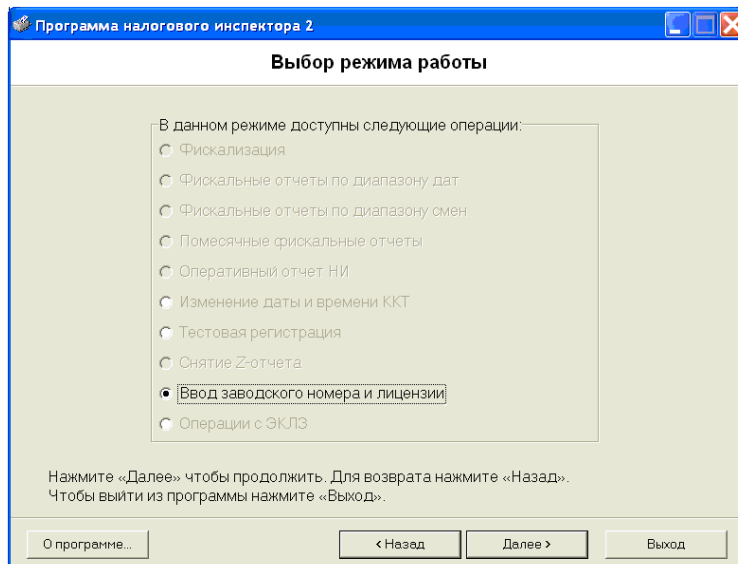 Программа налогового инспектора 2
Выбор режима работы
В данном режиме доступны следующие операции:
Фискализация
Фискальные отчеты по диапазону дат
Фискальные отчеты по диапазону смен
Помесячные фискальные отчеты
Оперативный отчет НИ
Изменение даты и времени ККТ
Тестовая регистрация
Снятие Z-отчета
Ввод заводского номера и лицензии
Операции с ЭКЛЗ
Нажмите «Далее» чтобы продолжить. Для возврата нажмите «Назад».
Чтобы выйти из программы нажмите «Выход».
О программе... < Назад Далее > Выход